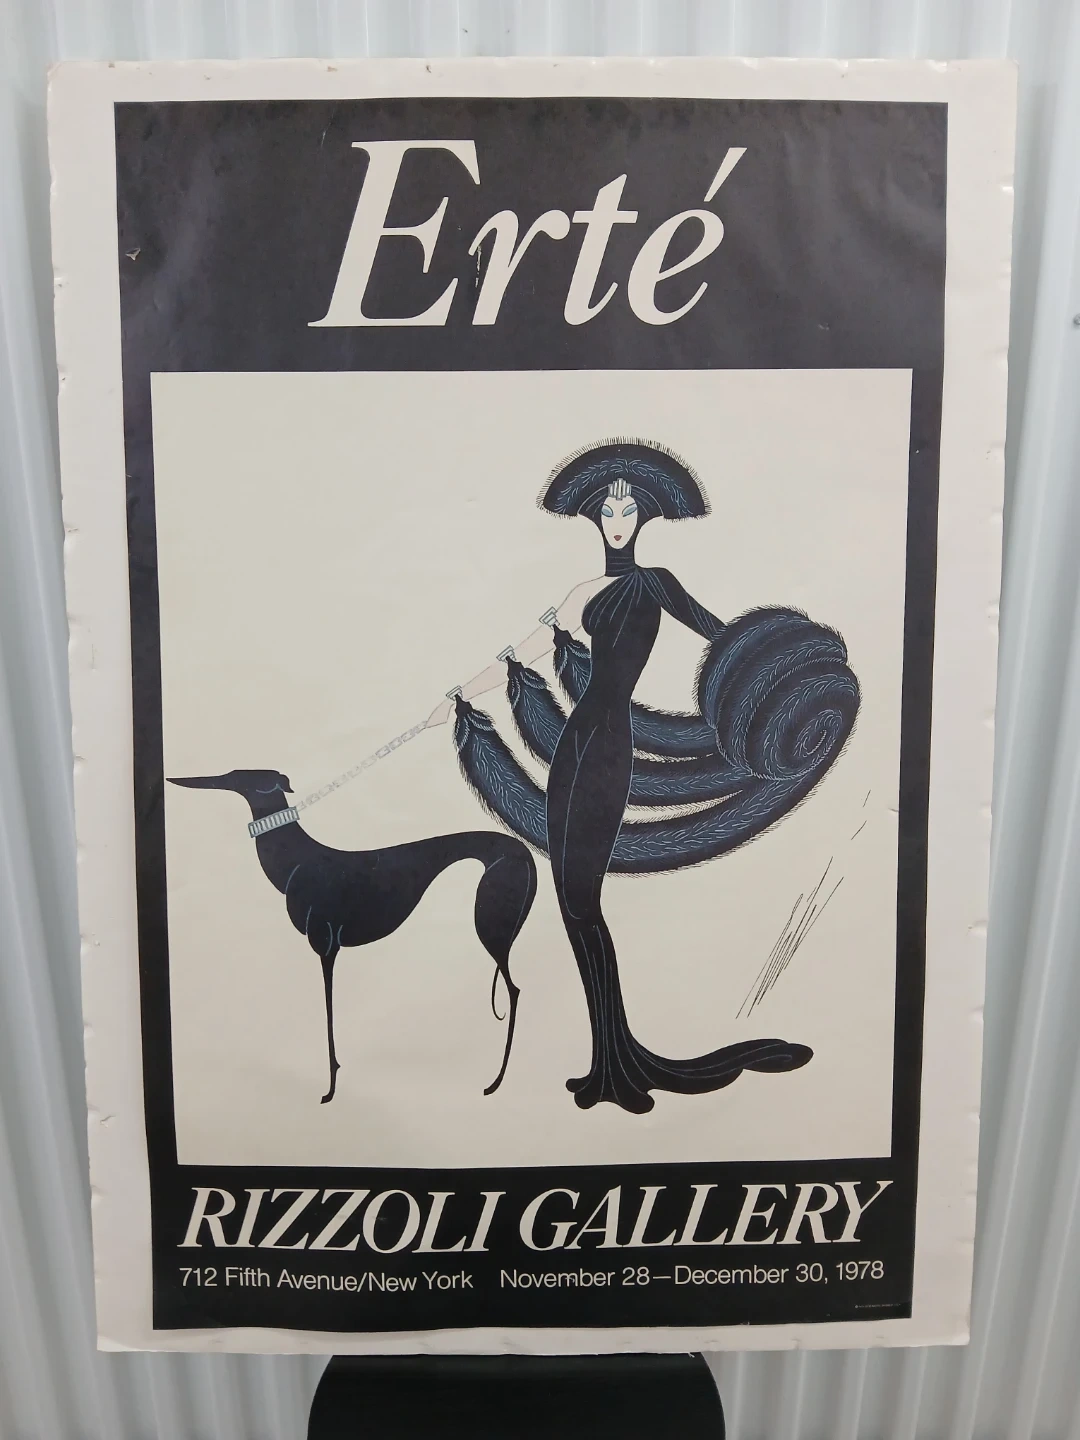 Erté
RIZZOLI GALLERY
712 Fifth Avenue/New York November 28—December 30, 1978